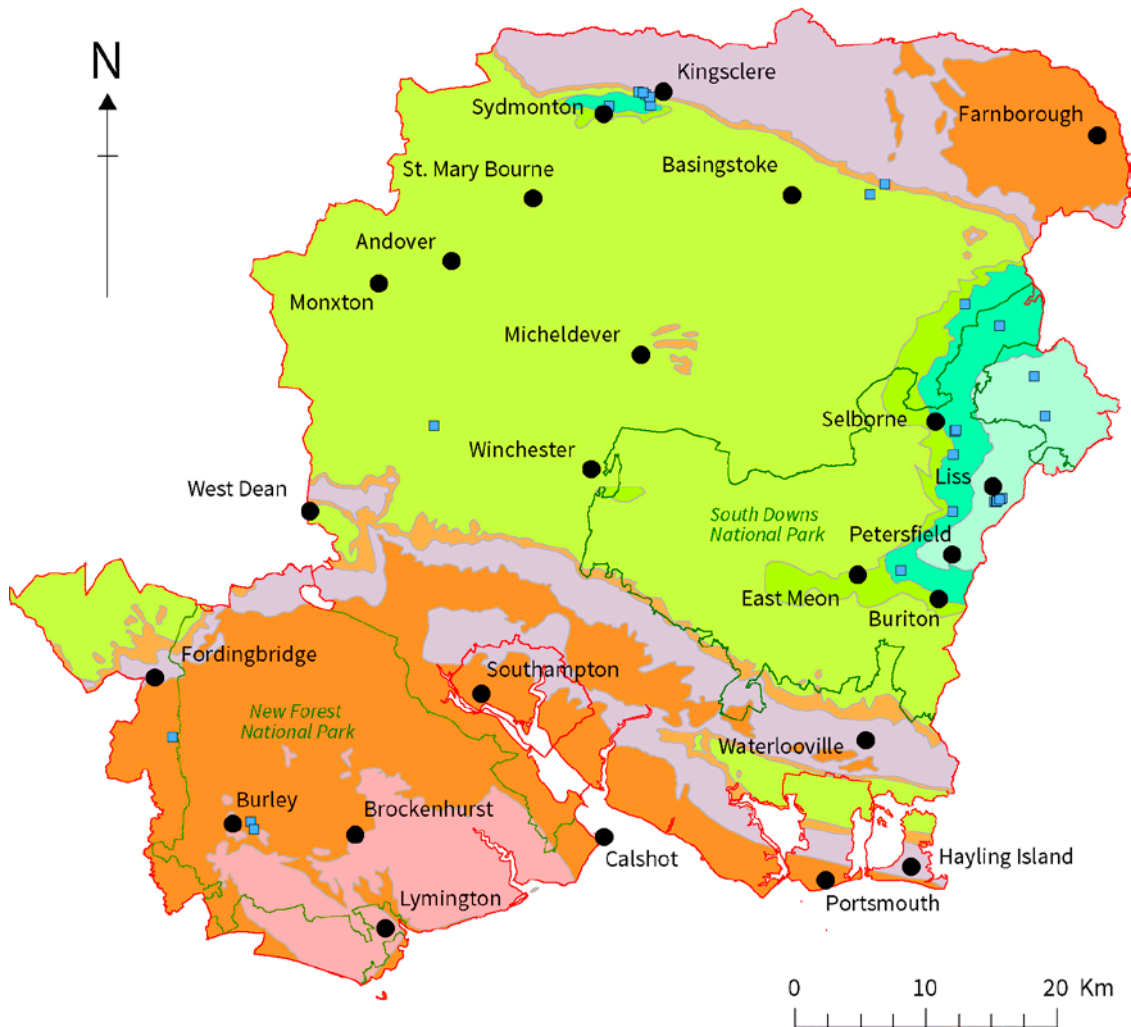 N
Kingsclere
Sydmonton
Farnborough
St. Mary Bourne
Basingstoke
Andover
Monxton
Micheldever
Selborne
Winchester
Liss
West Dean
South Downs
National Park
Petersfield
East Meon
Buriton
Fordingbridge
Southampton
New Forest
National Park
Waterlooville
Burley
Brockenhurst
Calshot
Hayling Island
Lymington
Portsmouth
0 10 20 Km